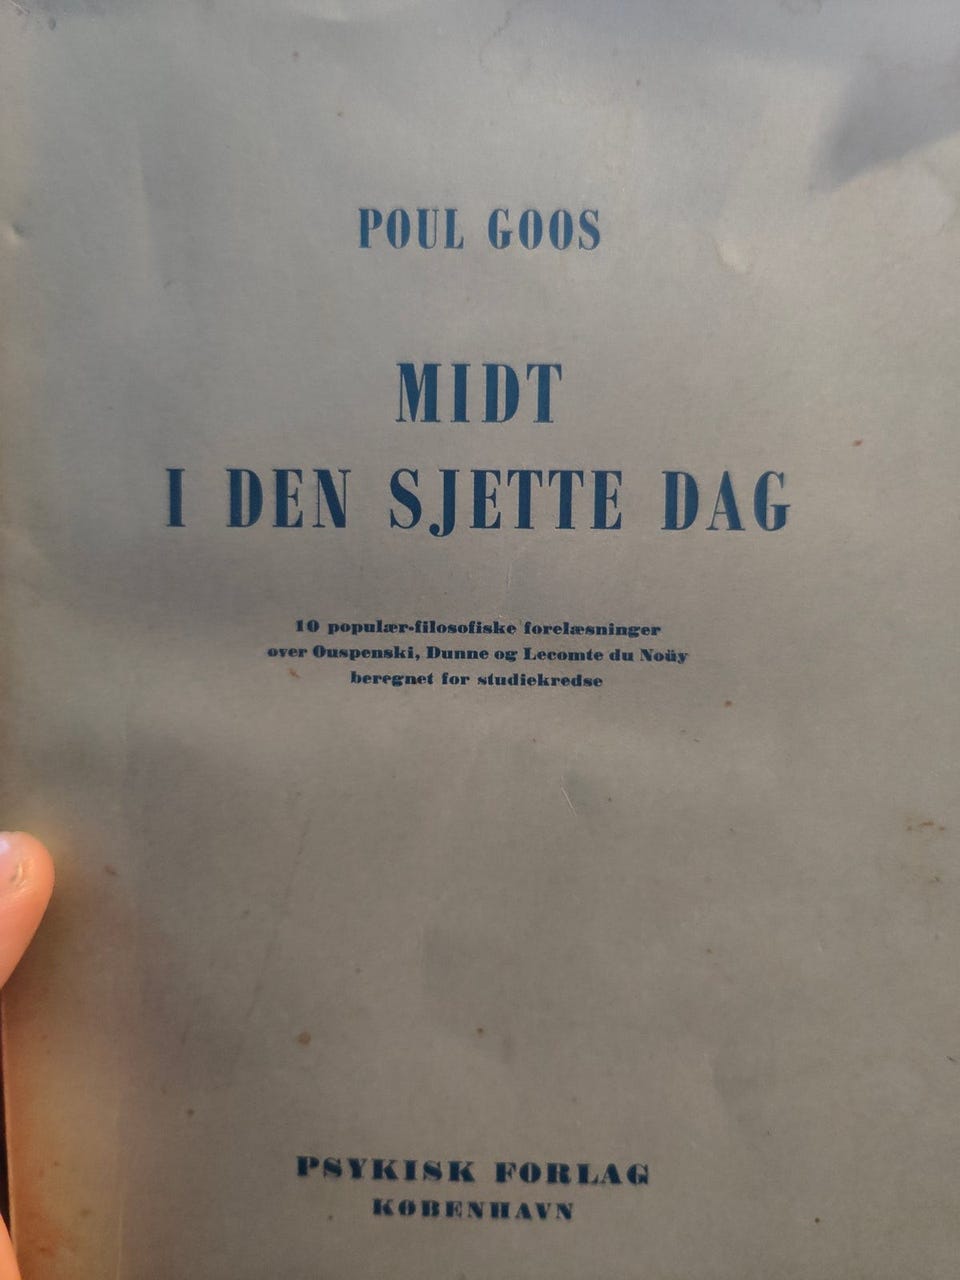 POUL GOOS
MIDT
I DEN SJETTE DAG
10 populær-filosofiske forelæsninger
over Ouspenski, Dunne og Lecomte du Noüy
beregnet for studiekredse
PSYKISK FORLAG
KØBENHAVN